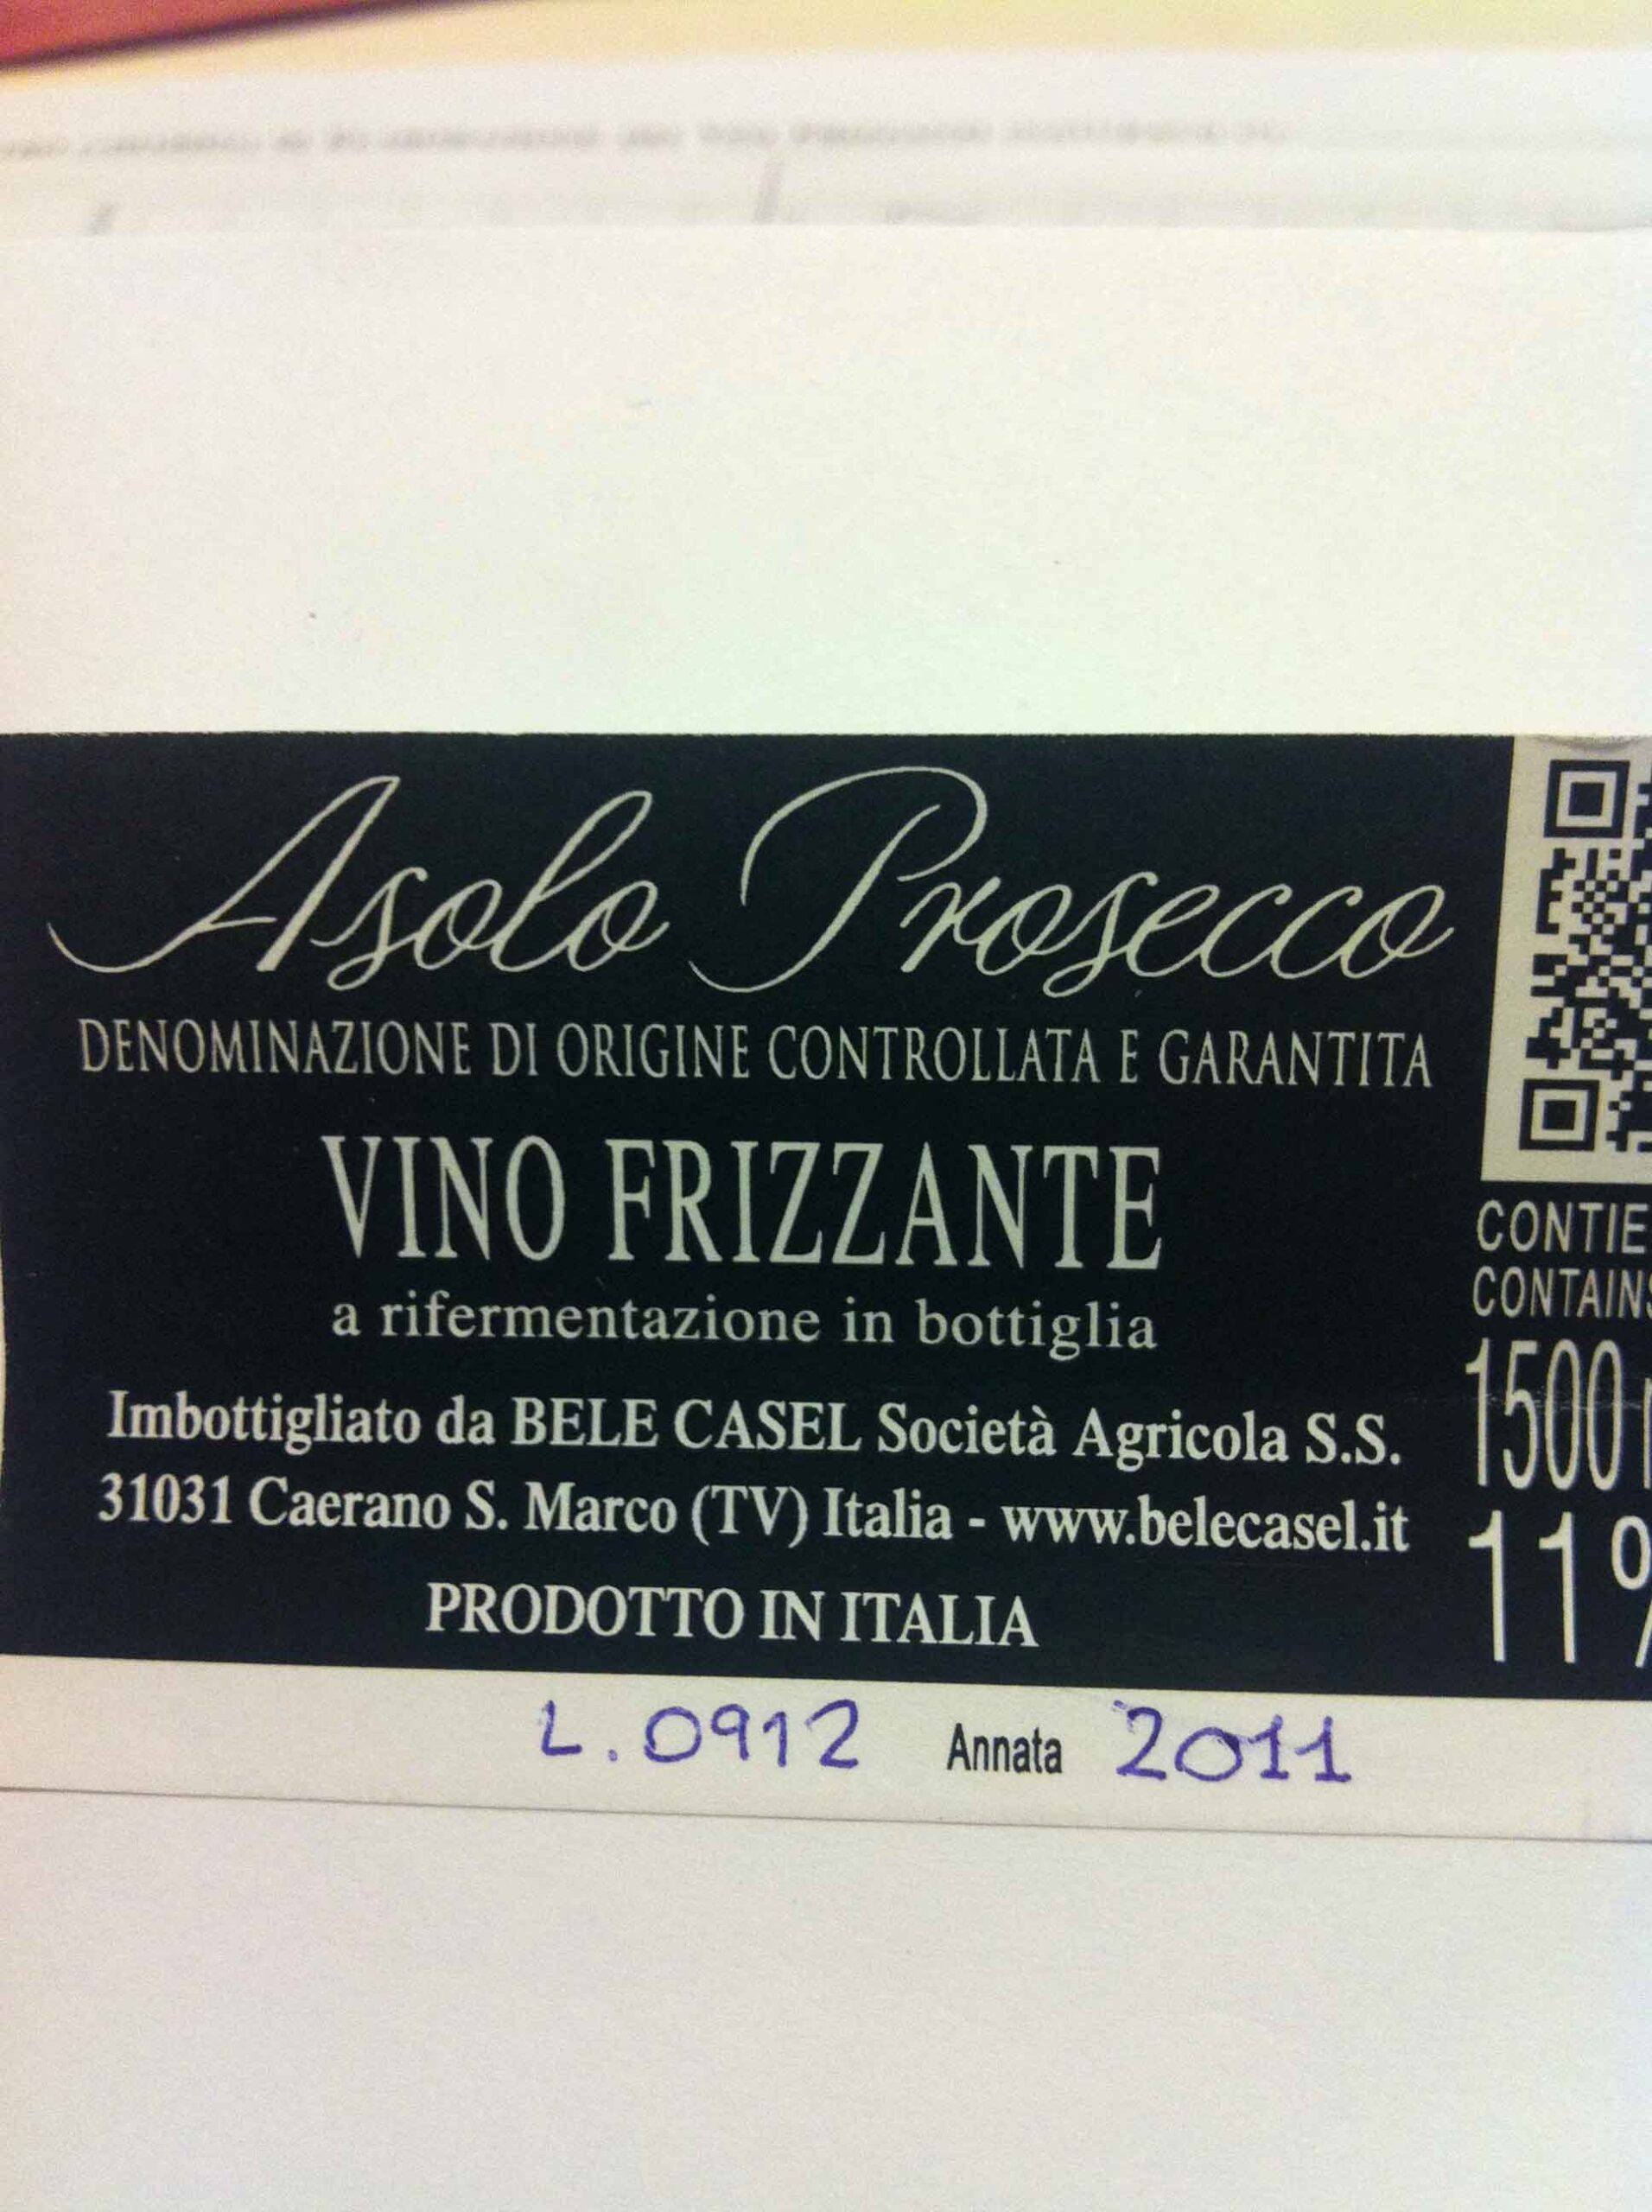 Asolo Prosecco
DENOMINAZIONE DI ORIGINE CONTROLLATA E GARANTITA
VINO FRIZZANTE
a rifermentazione in bottiglia
Imbottigliato da BELE CASEL Società Agricola S.S.
31031 Caerano S. Marco (TV) Italia - www.belecasel.it
PRODOTTO IN ITALIA
CONTIE
CONTAINS
1500
11%
L. 0912 Annata 2011